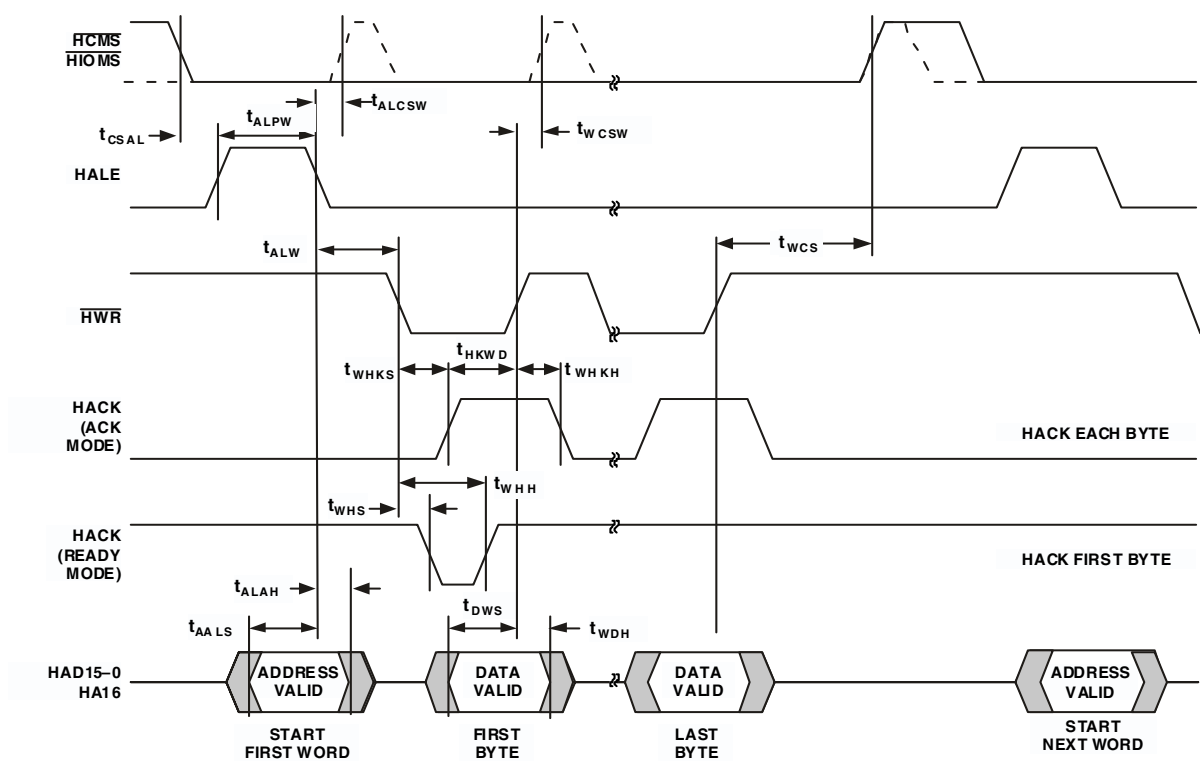 HCMS
HIOMS
tALCSW
tALPW
tCSAL
tWCSW
HALE
tALW
tWCS
HWR
tHKWD
tWHKS
tWHKH
HACK
(ACK
MODE)
HACK EACH BYTE
tWHH
tWHS
HACK
(READY
MODE)
HACK FIRST BYTE
tALAH
tDWS
tAALS
tWDH
HAD15–0
HA16
ADDRESS
VALID
DATA
VALID
DATA
VALID
ADDRESS
VALID
START
FIRST WORD
FIRST
BYTE
LAST
BYTE
START
NEXT WORD